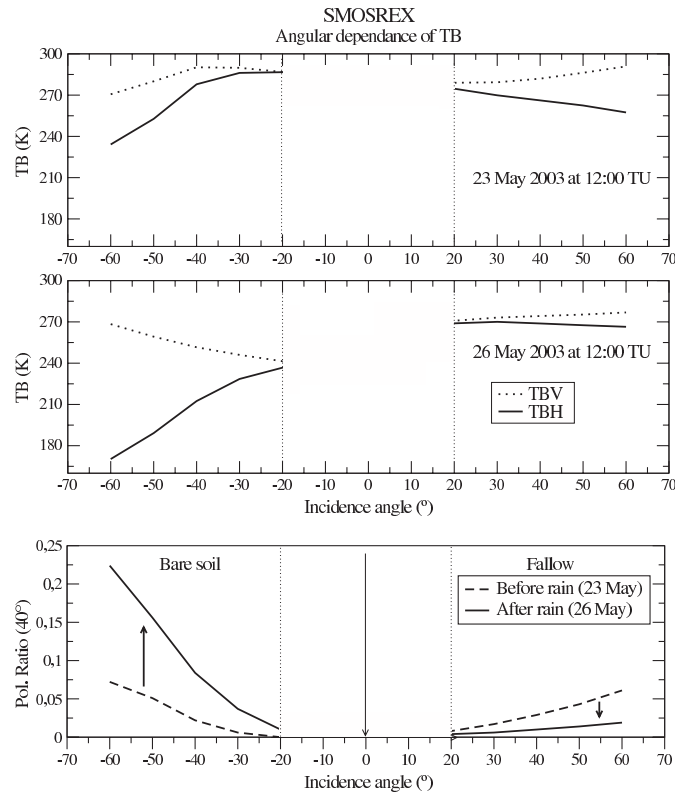 SMOSREX
Angular dependance of TB
300
270
240
210
180
TB (K)
23 May 2003 at 12:00 TU
-70 -60 -50 -40 -30 -20 -10 0 10 20 30 40 50 60 70
300
270
240
210
180
TB (K)
26 May 2003 at 12:00 TU
TBV
TBH
-70 -60 -50 -40 -30 -20 -10 0 10 20 30 40 50 60 70
Incidence angle (º)
0,25
0,2
0,15
0,1
0,05
0
Pol. Ratio (40°)
Bare soil
Fallow
Before rain (23 May)
After rain (26 May)
-70 -60 -50 -40 -30 -20 -10 0 10 20 30 40 50 60 70
Incidence angle (º)